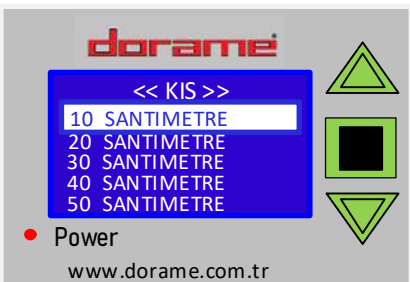 dorame
<< KIS >>
10 SANTIMETRE
20 SANTIMETRE
30 SANTIMETRE
40 SANTIMETRE
50 SANTIMETRE
Power
www.dorame.com.tr